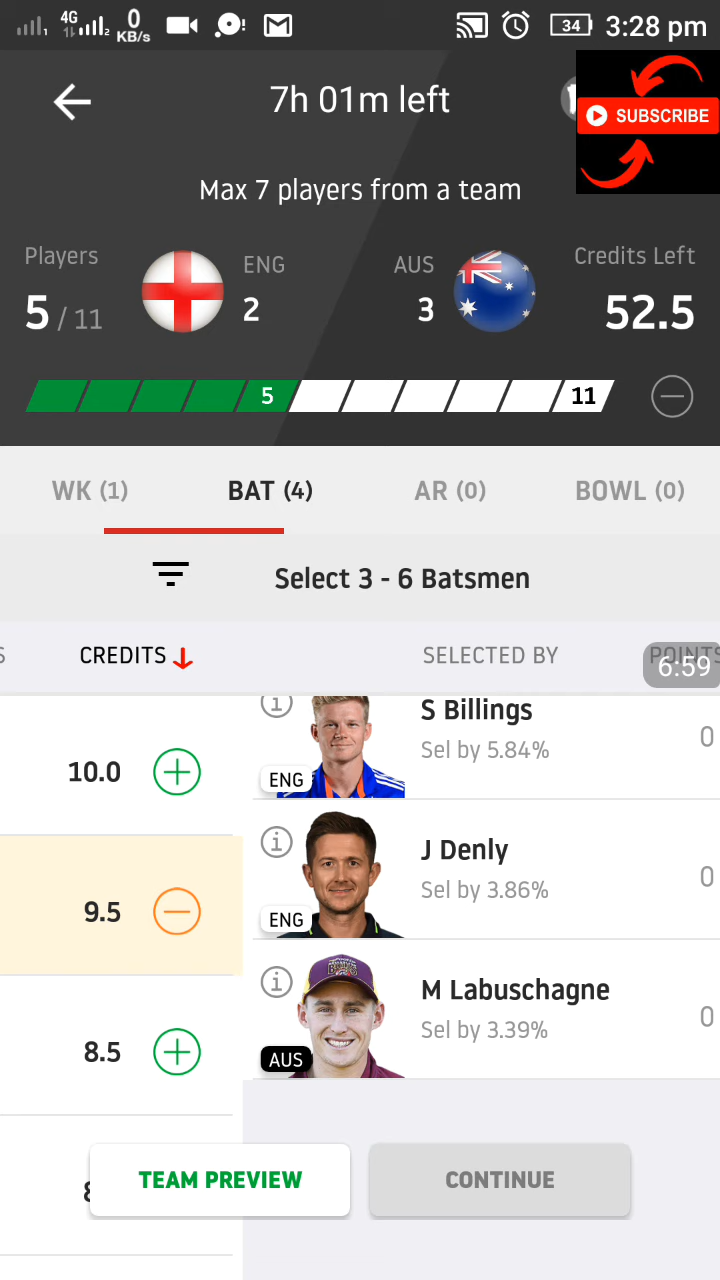 4G 0 KB/s 34 3:28 pm
7h 01m left
SUBSCRIBE
Max 7 players from a team
Players ENG AUS Credits Left
5 / 11 2 3 52.5
5 11
WK (1) BAT (4) AR (0) BOWL (0)
Select 3 - 6 Batsmen
S CREDITS SELECTED BY POINTS
6:59
S Billings
Sel by 5.84%
0
ENG
10.0
J Denly
Sel by 3.86%
0
ENG
9.5
M Labuschagne
Sel by 3.39%
0
AUS
8.5
TEAM PREVIEW CONTINUE